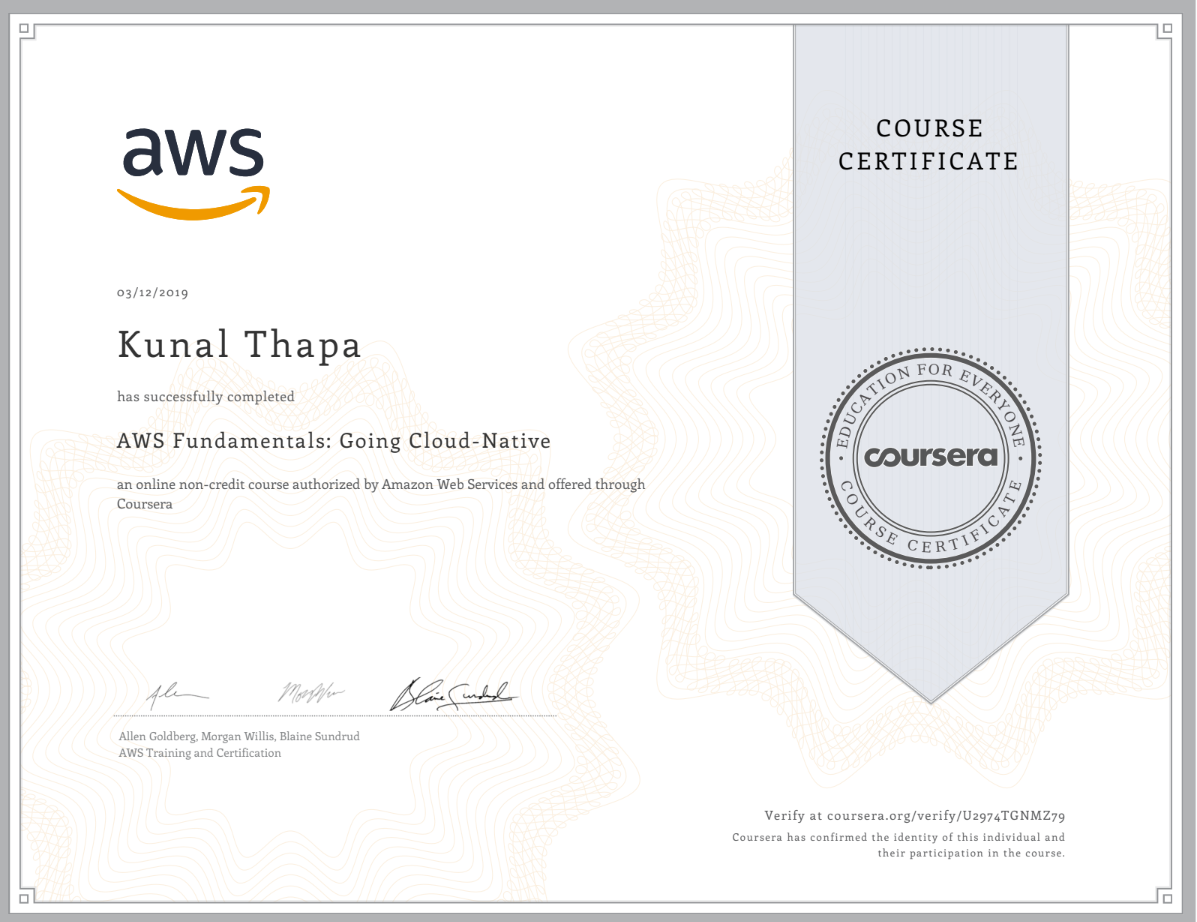 aws
COURSE
CERTIFICATE
03/12/2019
Kunal Thapa
has successfully completed
AWS Fundamentals: Going Cloud-Native
an online non-credit course authorized by Amazon Web Services and offered through
Coursera
EDUCATION FOR EVERYONE
coursera
COURSE CERTIFICATE
Blaine Sundrud
Allen Goldberg, Morgan Willis, Blaine Sundrud
AWS Training and Certification
Verify at coursera.org/verify/U2974TGNMZ79
Coursera has confirmed the identity of this individual and
their participation in the course.